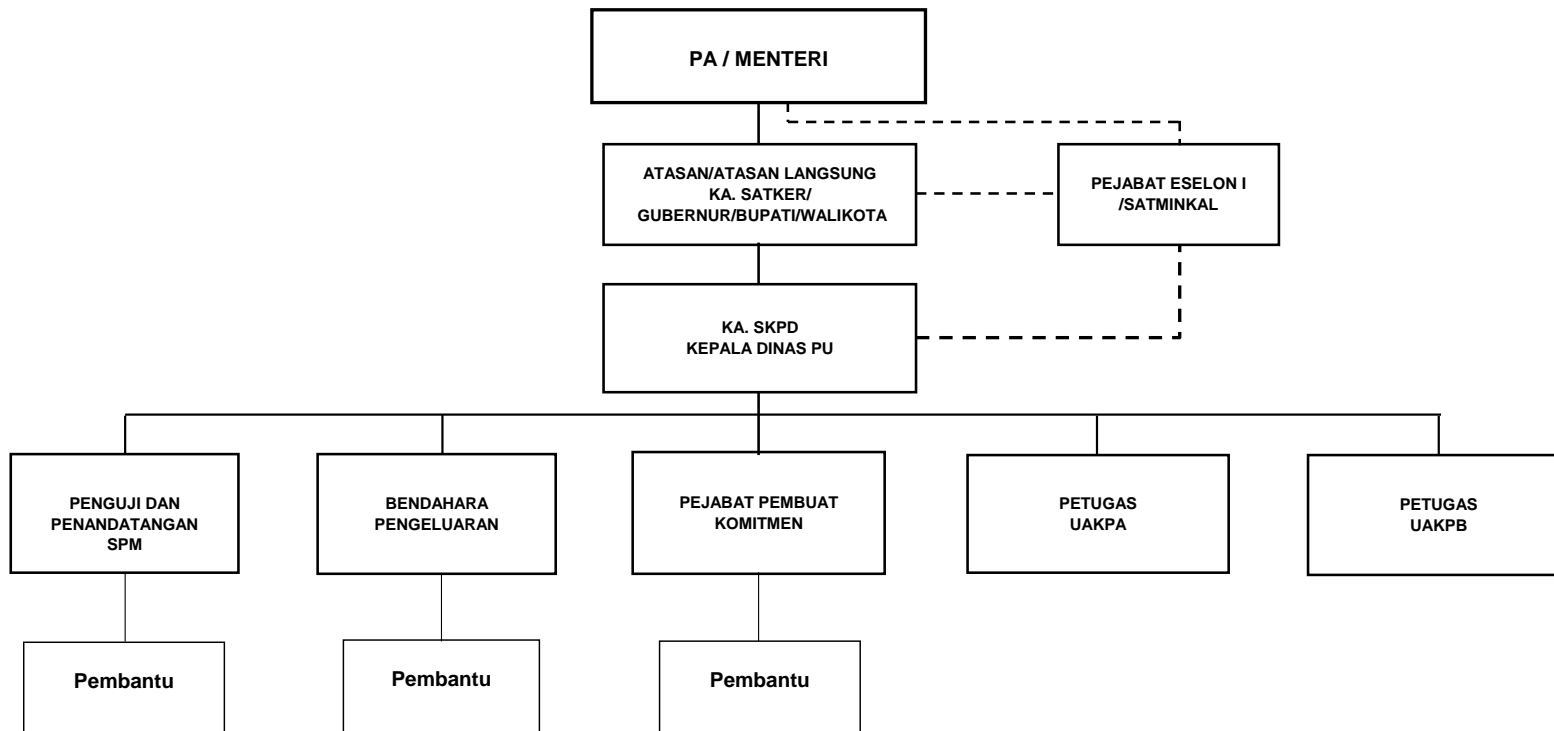 PA / MENTERI
ATASAN/ATASAN LANGSUNG
KA. SATKER/
GUBERNUR/BUPATI/WALIKOTA
PEJABAT ESELON I
/SATMINKAL
KA. SKPD
KEPALA DINAS PU
PENGUJI DAN
PENANDATANGAN
SPM
BENDAHARA
PENGELUARAN
PEJABAT PEMBUAT
KOMITMEN
PETUGAS
UAKPA
PETUGAS
UAKPB
Pembantu
Pembantu
Pembantu